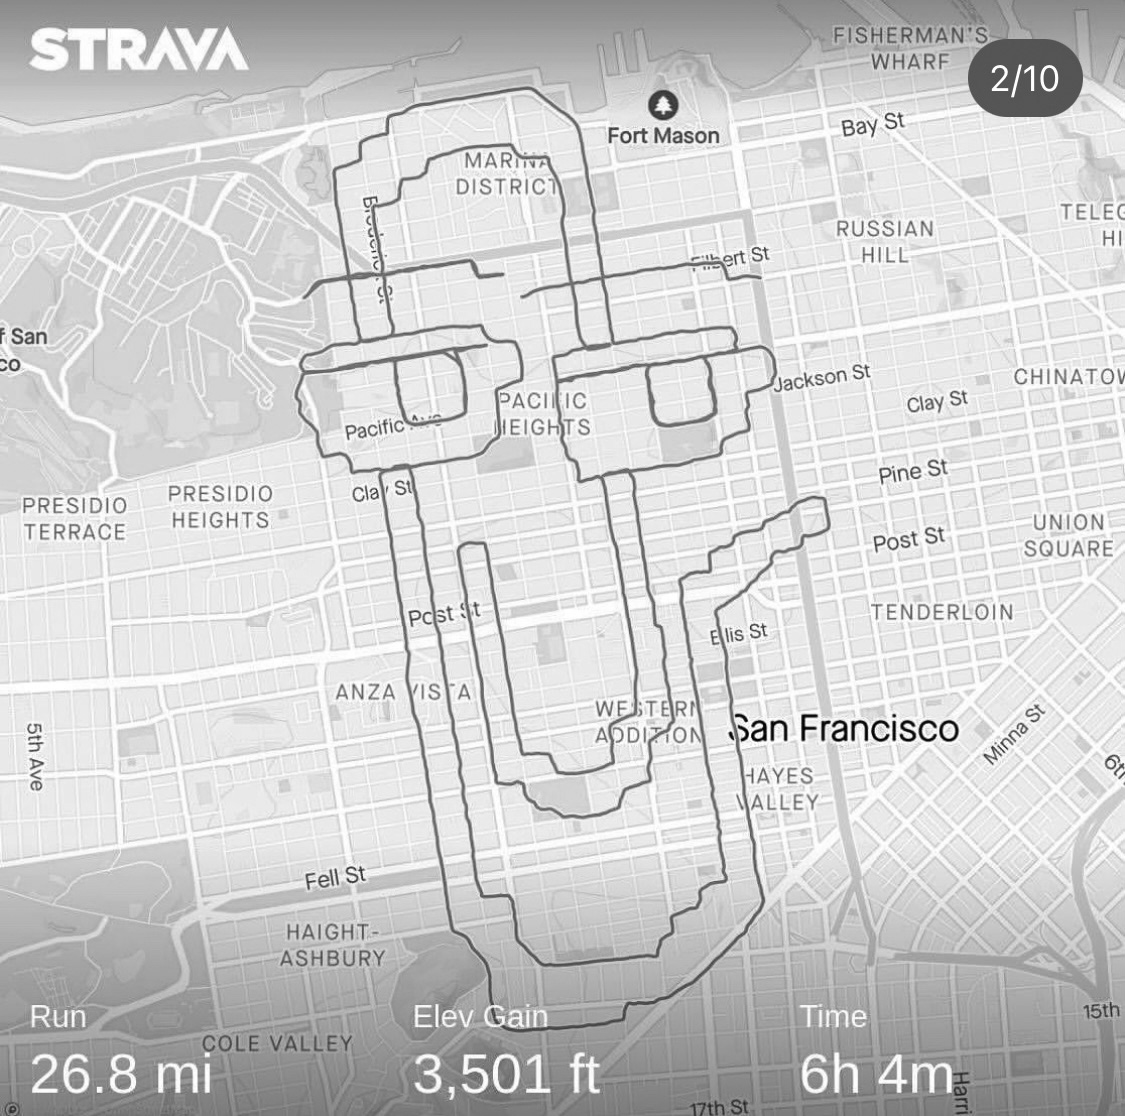 STRAVA
FISHERMAN'S
WHARF
2/10
Fort Mason
Bay St
MARINA
DISTRICT
Broderick St
RUSSIAN
HILL
TELEG
HI
Filbert St
f San
co
Jackson St
CHINATOW
Clay St
PACIFIC
HEIGHTS
Pacific Ave
Pine St
Clay St
PRESIDIO
TERRACE
PRESIDIO
HEIGHTS
Post St
UNION
SQUARE
TENDERLOIN
Post St
Ellis St
ANZA VISTA
WESTERN
ADDITION
San Francisco
Minna St
5th Ave
6th
HAYES
VALLEY
Fell St
HAIGHT-
ASHBURY
15th
COLE VALLEY
Run
26.8 mi
Elev Gain
3,501 ft
Time
6h 4m
Harri
17th St